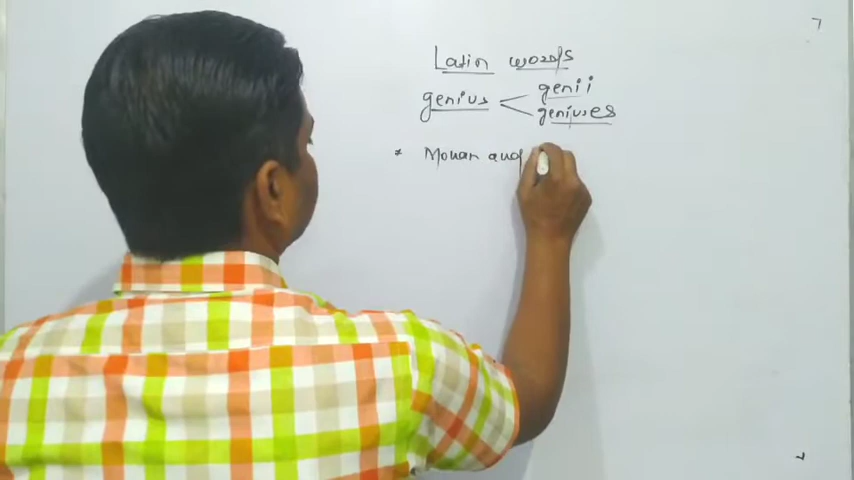 Latin words
genius < genii
geniuses
* Mohan and